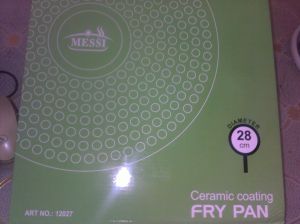 MESSI
DIAMETER
28
cm
Ceramic coating
FRY PAN
ART NO.: 12027